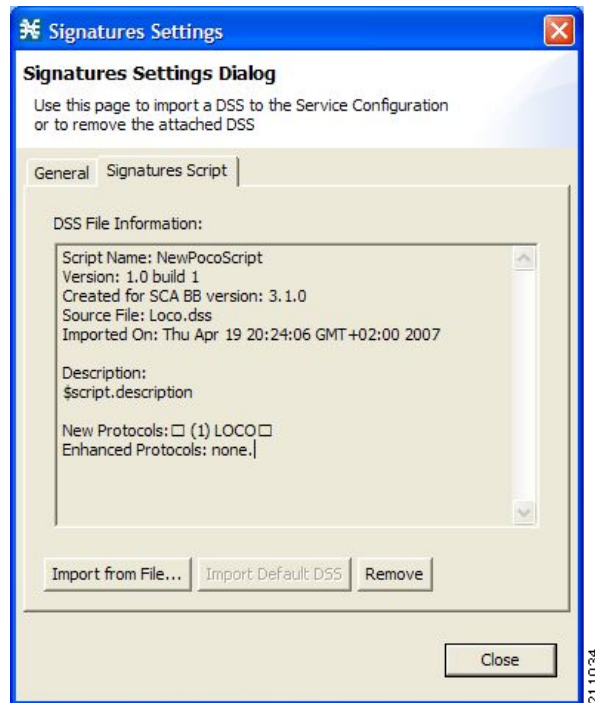 Signatures Settings
Signatures Settings Dialog
Use this page to import a DSS to the Service Configuration
or to remove the attached DSS
General Signatures Script
DSS File Information:
Script Name: NewPocoScript
Version: 1.0 build 1
Created for SCA BB version: 3.1.0
Source File: Loco.dss
Imported On: Thu Apr 19 20:24:06 GMT+02:00 2007
Description:
$script.description
New Protocols:□ (1) LOCO□
Enhanced Protocols: none.
Import from File... Import Default DSS Remove
Close
211034